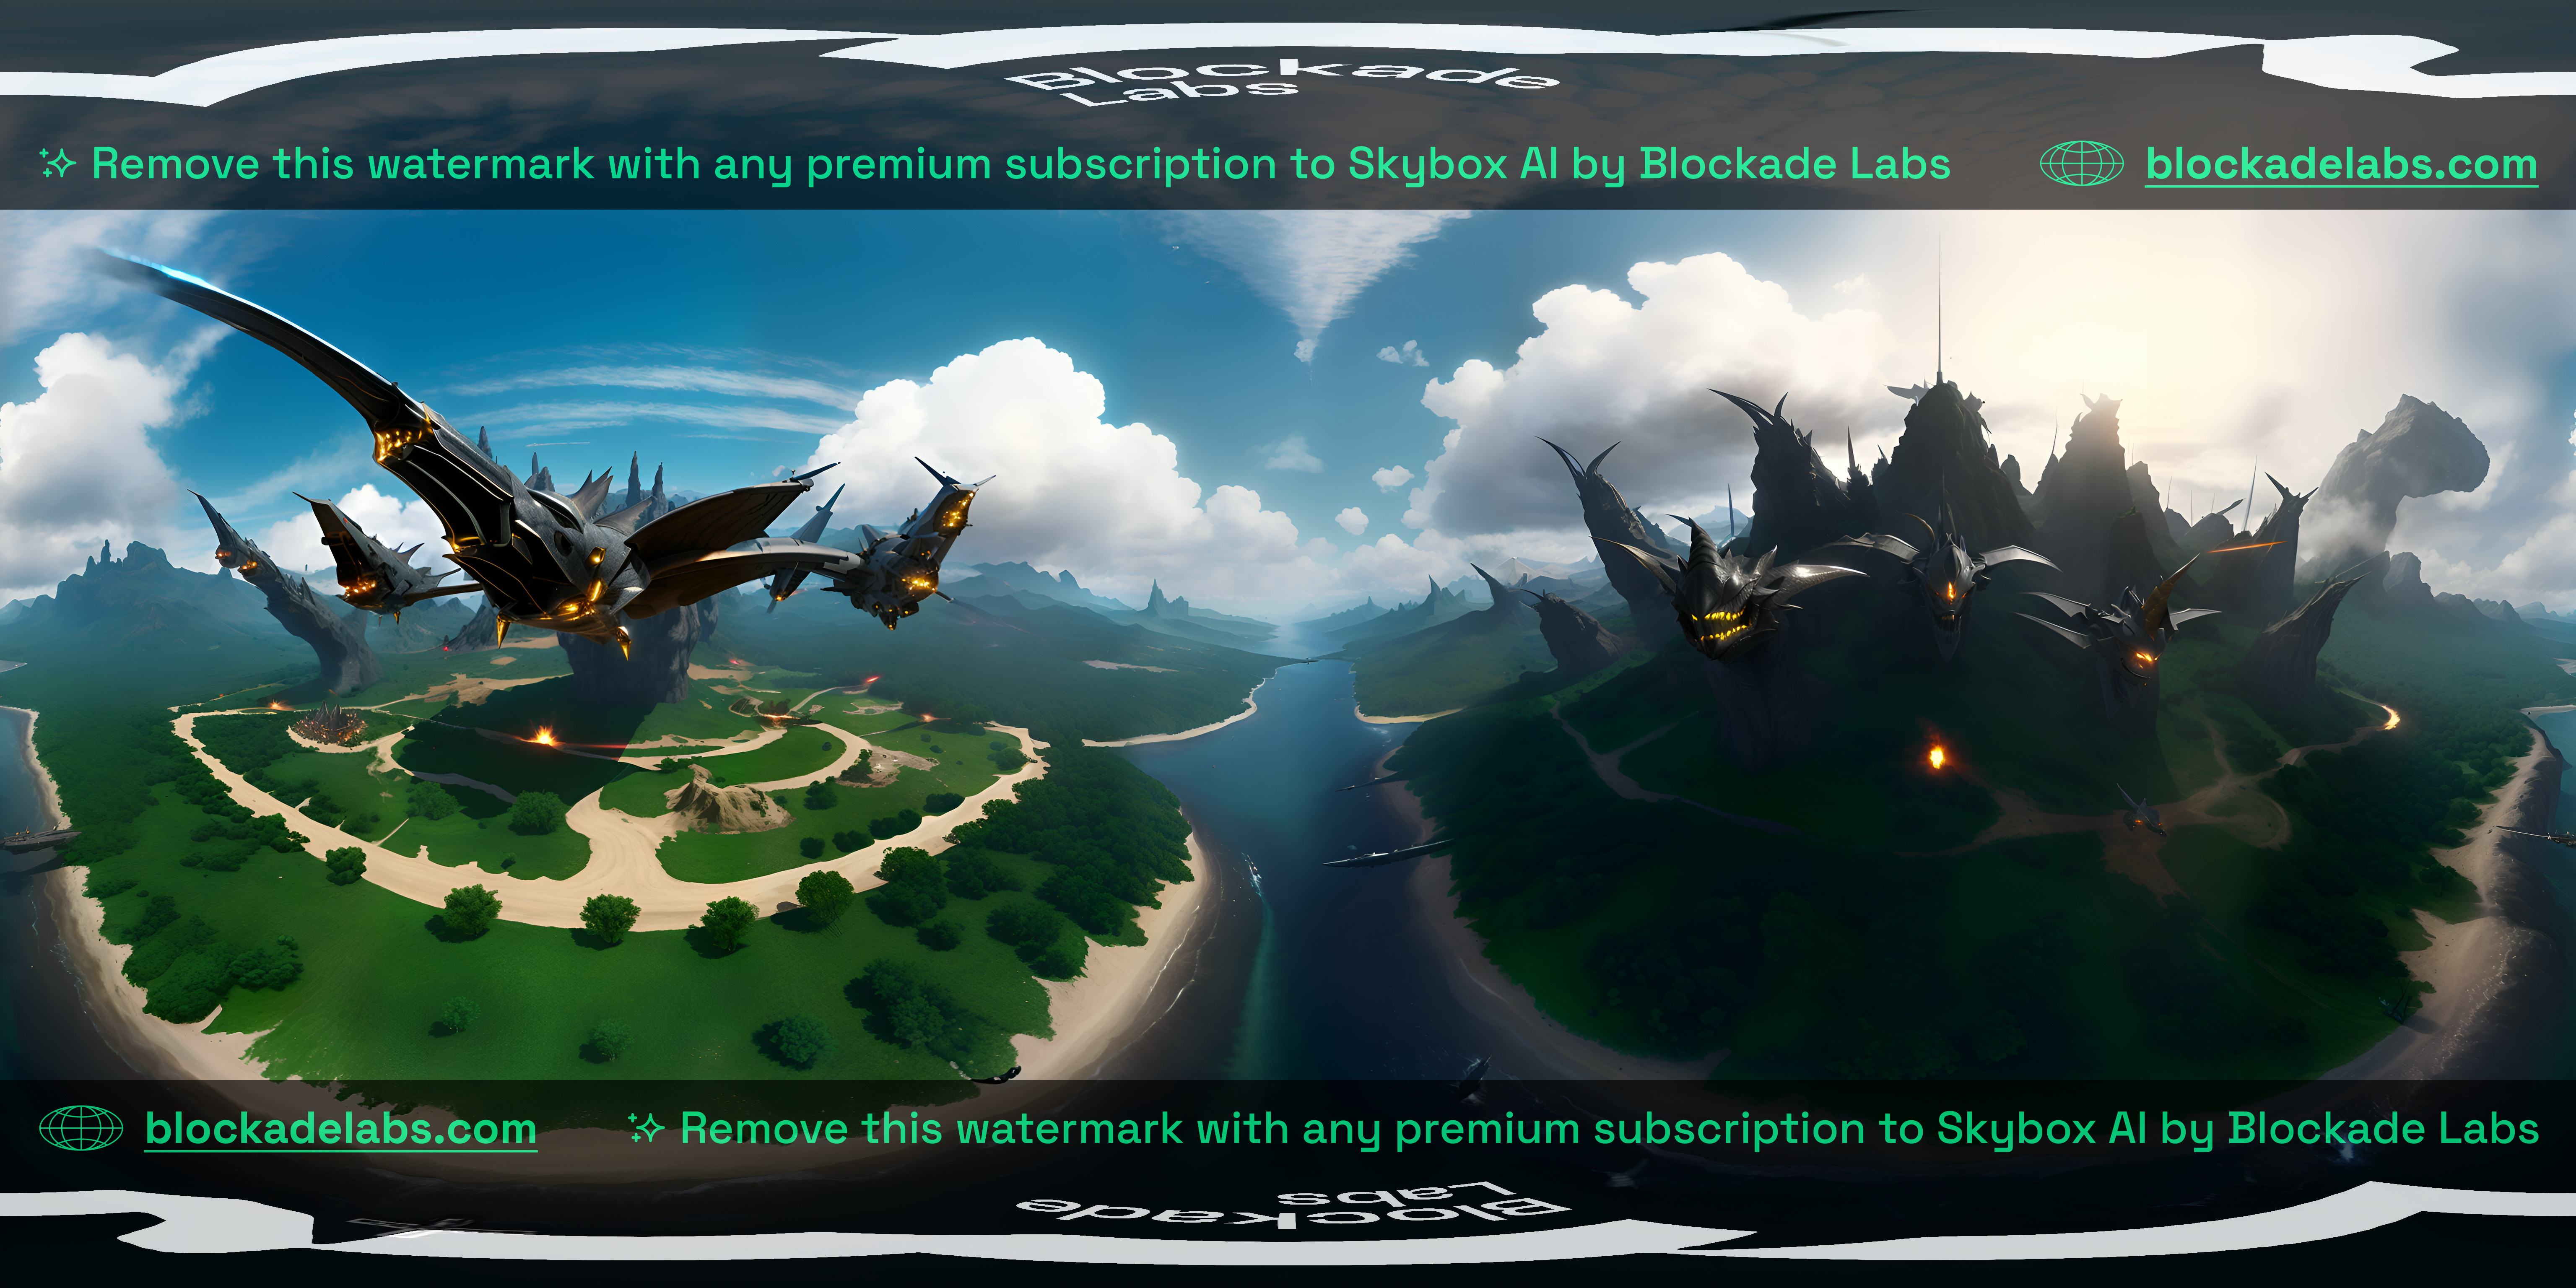 Blockade
Labs
Remove this watermark with any premium subscription to Skybox AI by Blockade Labs
blockadelabs.com
blockadelabs.com
Remove this watermark with any premium subscription to Skybox AI by Blockade Labs
Labs
Blockade